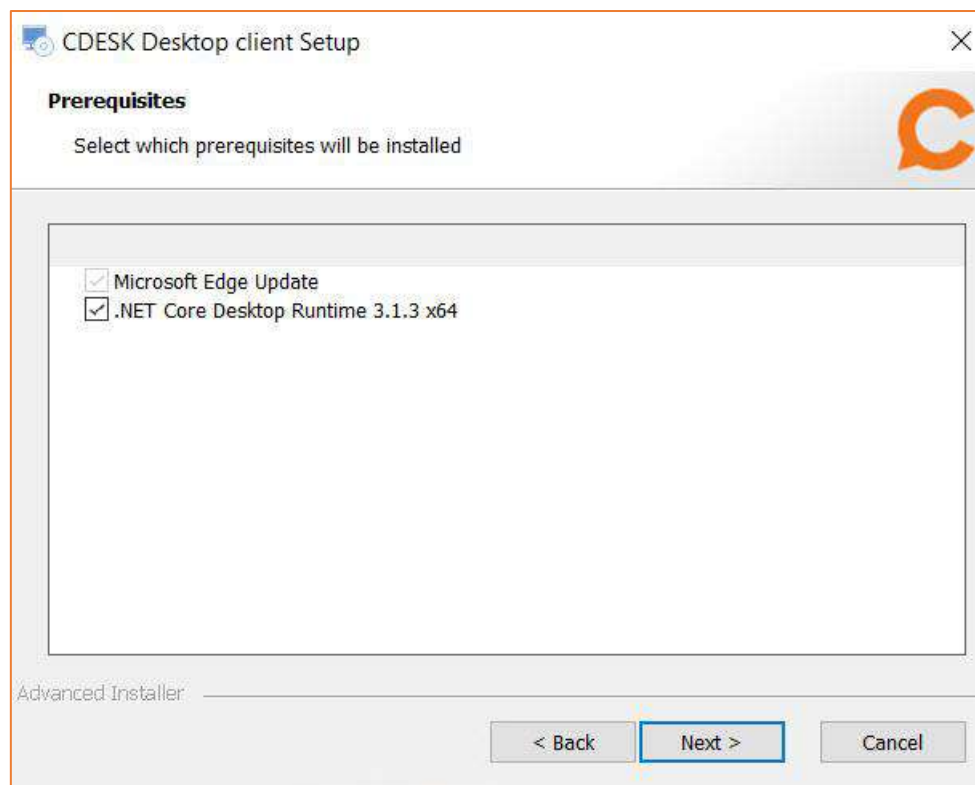 CDESK Desktop client Setup
Prerequisites
Select which prerequisites will be installed
Microsoft Edge Update
.NET Core Desktop Runtime 3.1.3 x64
Advanced Installer
< Back Next > Cancel